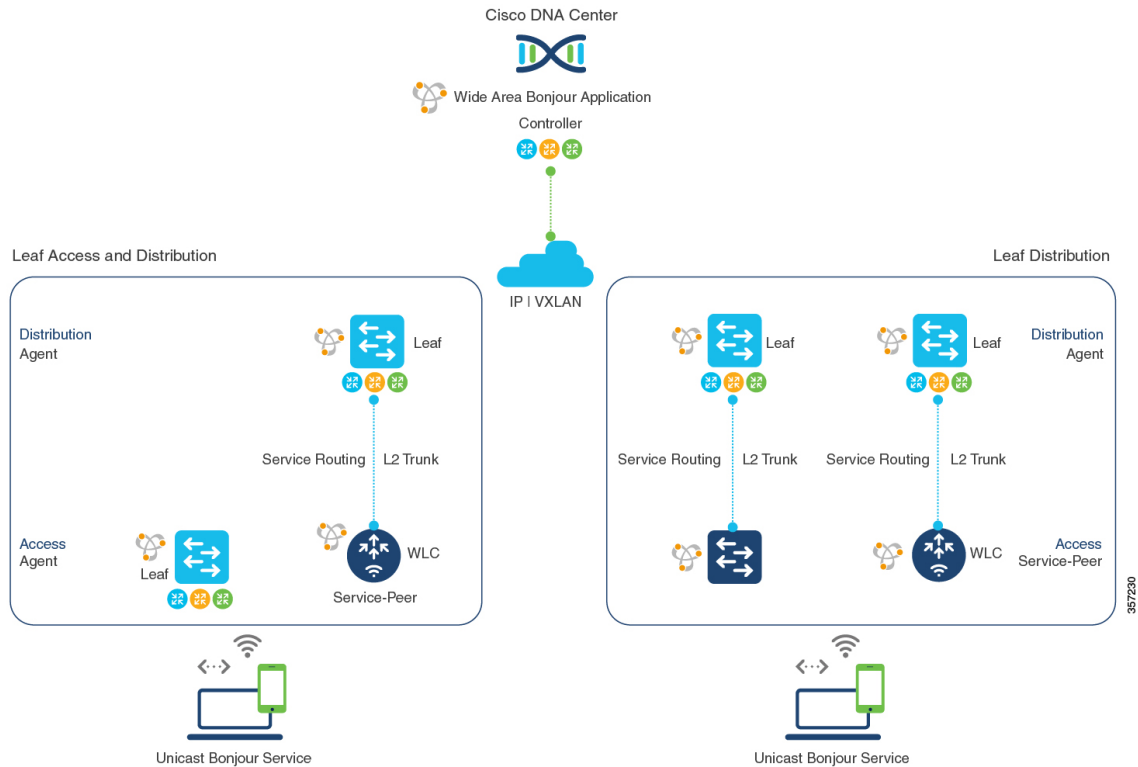 Cisco DNA Center
Wide Area Bonjour Application
Controller
IP | VXLAN
Leaf Access and Distribution
Distribution
Agent
Leaf
Service Routing
L2 Trunk
Access
Agent
Leaf
WLC
Service-Peer
Unicast Bonjour Service
Leaf Distribution
Leaf
Leaf
Distribution
Agent
Service Routing
L2 Trunk
Service Routing
L2 Trunk
WLC
Access
Service-Peer
Unicast Bonjour Service
357230